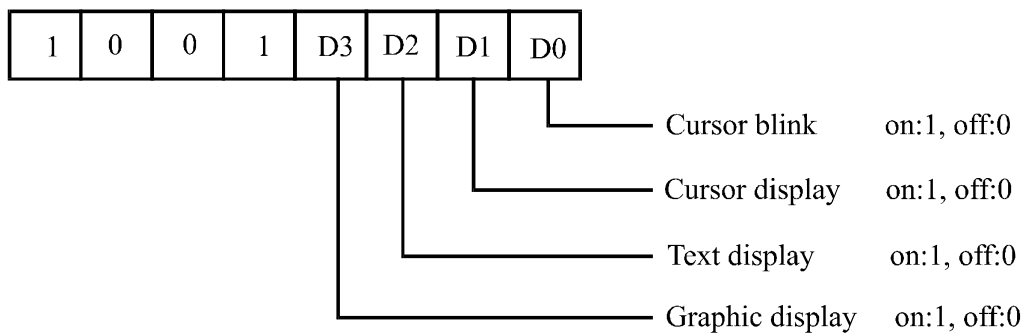 1 0 0 1 D3 D2 D1 D0
Cursor blink on:1, off:0
Cursor display on:1, off:0
Text display on:1, off:0
Graphic display on:1, off:0